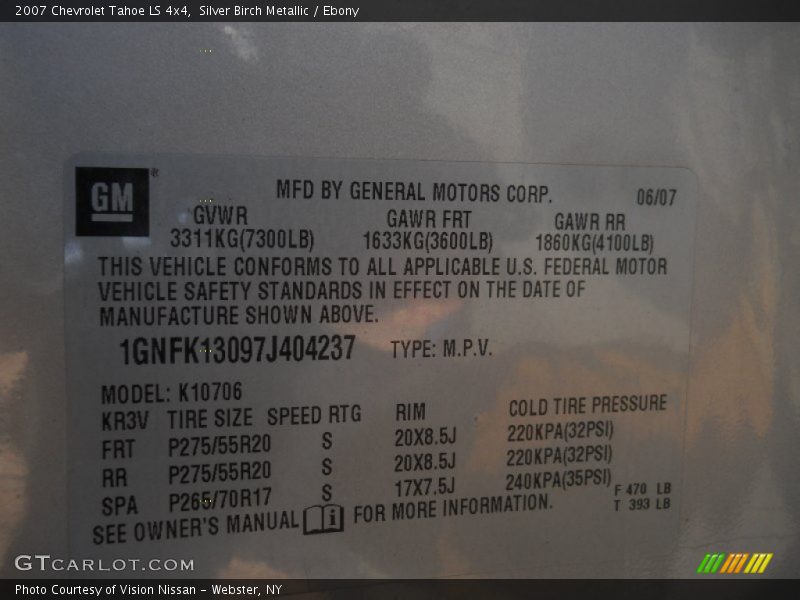 2007 Chevrolet Tahoe LS 4x4,  Silver Birch Metallic / Ebony
GM ®
MFD BY GENERAL MOTORS CORP. 06/07
GVWR GAWR FRT GAWR RR
3311KG(7300LB) 1633KG(3600LB) 1860KG(4100LB)
THIS VEHICLE CONFORMS TO ALL APPLICABLE U.S. FEDERAL MOTOR
VEHICLE SAFETY STANDARDS IN EFFECT ON THE DATE OF
MANUFACTURE SHOWN ABOVE.
1GNFK13097J404237 TYPE: M.P.V.
MODEL: K10706
KR3V TIRE SIZE SPEED RTG RIM COLD TIRE PRESSURE
FRT P275/55R20 S 20X8.5J 220KPA(32PSI)
RR P275/55R20 S 20X8.5J 220KPA(32PSI)
SPA P265/70R17 S 17X7.5J 240KPA(35PSI) F 470 LB
T 393 LB
SEE OWNER'S MANUAL i FOR MORE INFORMATION.
GTCARLOT.COM
Photo Courtesy of Vision Nissan – Webster, NY